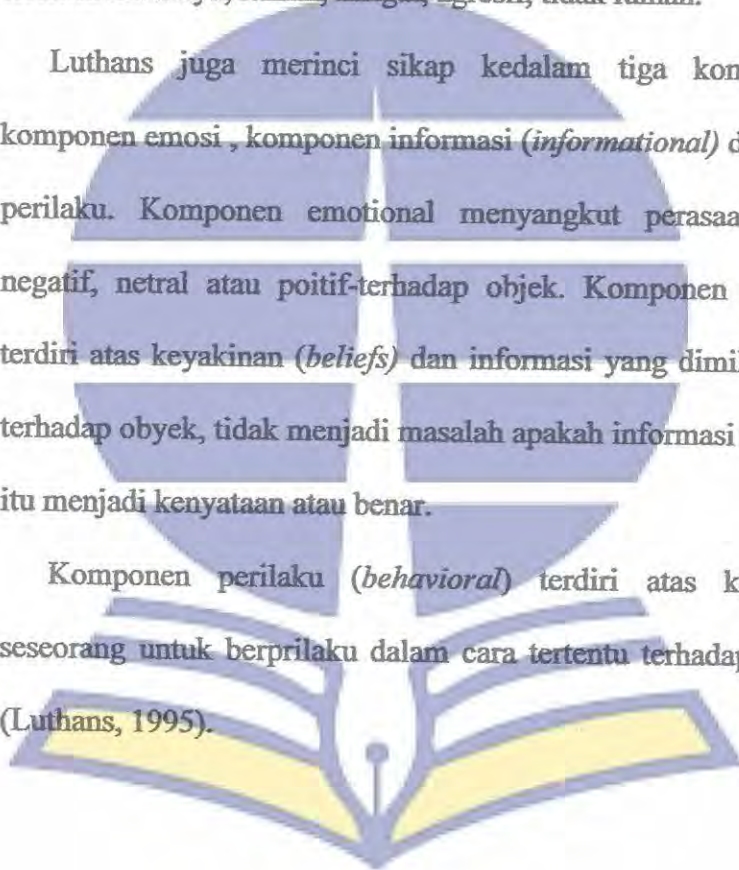 Luthans juga merinci sikap kedalam tiga kom
komponen emosi , komponen informasi (informational) d
perilaku. Komponen emotional menyangkut perasaa
negatif, netral atau poitif-terhadap objek. Komponen
terdiri atas keyakinan (beliefs) dan informasi yang dimil
terhadap obyek, tidak menjadi masalah apakah informasi
itu menjadi kenyataan atau benar.
Komponen perilaku (behavioral) terdiri atas k
seseorang untuk berprilaku dalam cara tertentu terhadap
(Luthans, 1995).